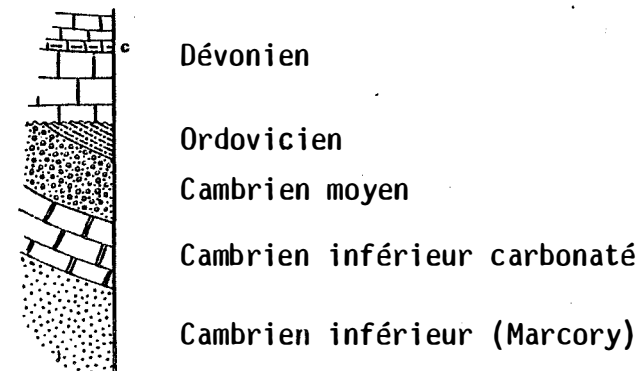 c
Dévonien
Ordovicien
Cambrien moyen
Cambrien inférieur carbonaté
Cambrien inférieur (Marcory)